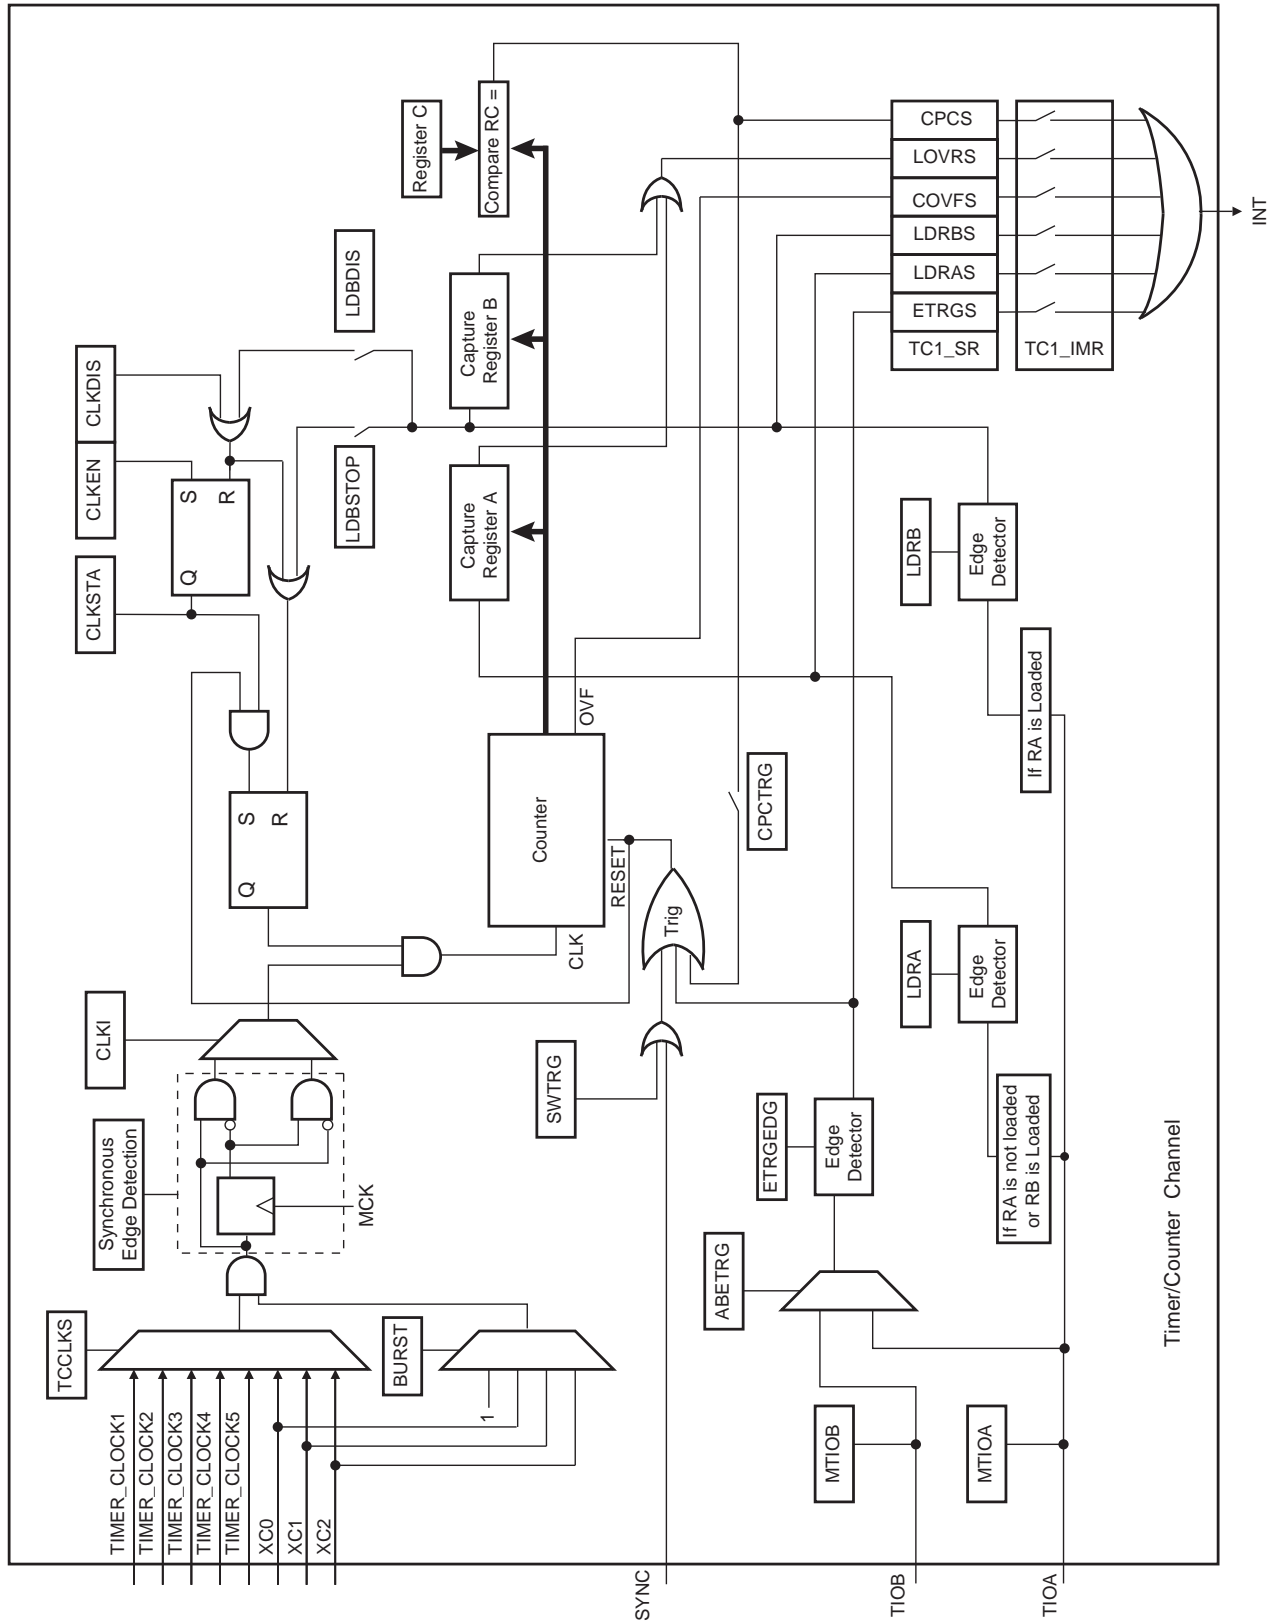 TCCLKS
TIMER_CLOCK1
TIMER_CLOCK2
TIMER_CLOCK3
TIMER_CLOCK4
TIMER_CLOCK5
XC0
XC1
XC2
BURST
1
Synchronous
Edge Detection
MCK
CLKI
CLKSTA
CLKEN
CLKDIS
Q
S
R
Q
S
R
LDBSTOP
LDBDIS
Register C
Capture
Register A
Capture
Register B
Compare RC =
Counter
CLK
OVF
RESET
Trig
SWTRG
SYNC
CPCTRG
ABETRG
ETRGEDG
Edge
Detector
MTIOB
TIOB
MTIOA
TIOA
LDRA
Edge
Detector
If RA is not loaded
or RB is Loaded
LDRB
Edge
Detector
If RA is Loaded
CPCS
LOVRS
COVFS
LDRBS
LDRAS
ETRGS
TC1_SR
TC1_IMR
INT
Timer/Counter Channel